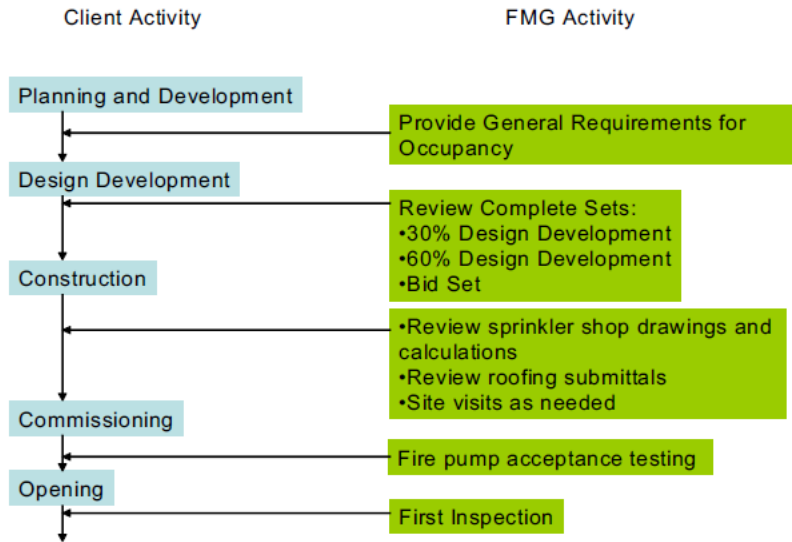 Client Activity
FMG Activity
Planning and Development
Provide General Requirements for
Occupancy
Design Development
Review Complete Sets:
•30% Design Development
•60% Design Development
•Bid Set
Construction
•Review sprinkler shop drawings and
calculations
•Review roofing submittals
•Site visits as needed
Commissioning
Fire pump acceptance testing
Opening
First Inspection